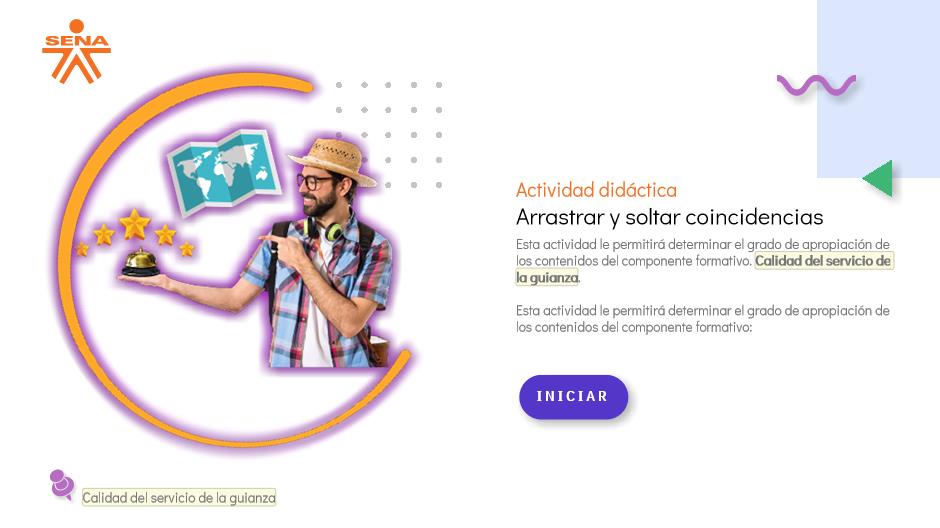 SENA
Actividad didáctica
Arrastrar y soltar coincidencias
Esta actividad le permitirá determinar el grado de apropiación de
los contenidos del componente formativo. Calidad del servicio de
la guianza.
Esta actividad le permitirá determinar el grado de apropiación de
los contenidos del componente formativo:
INICIAR
Calidad del servicio de la guianza